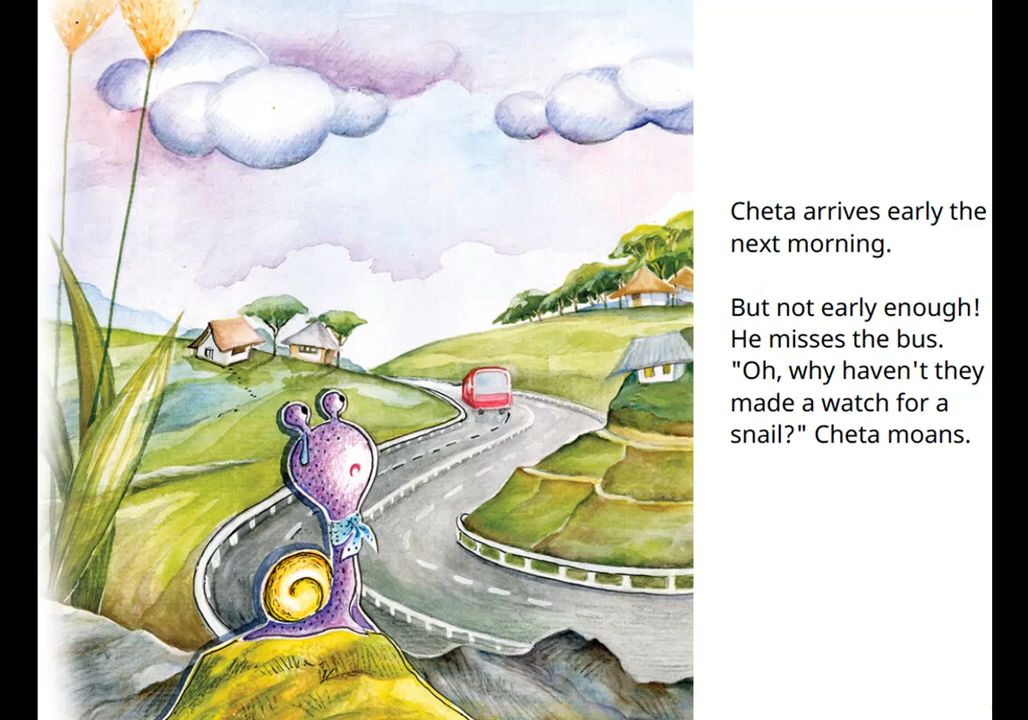 Cheta arrives early the
next morning.
But not early enough!
He misses the bus.
"Oh, why haven't they
made a watch for a
snail?" Cheta moans.